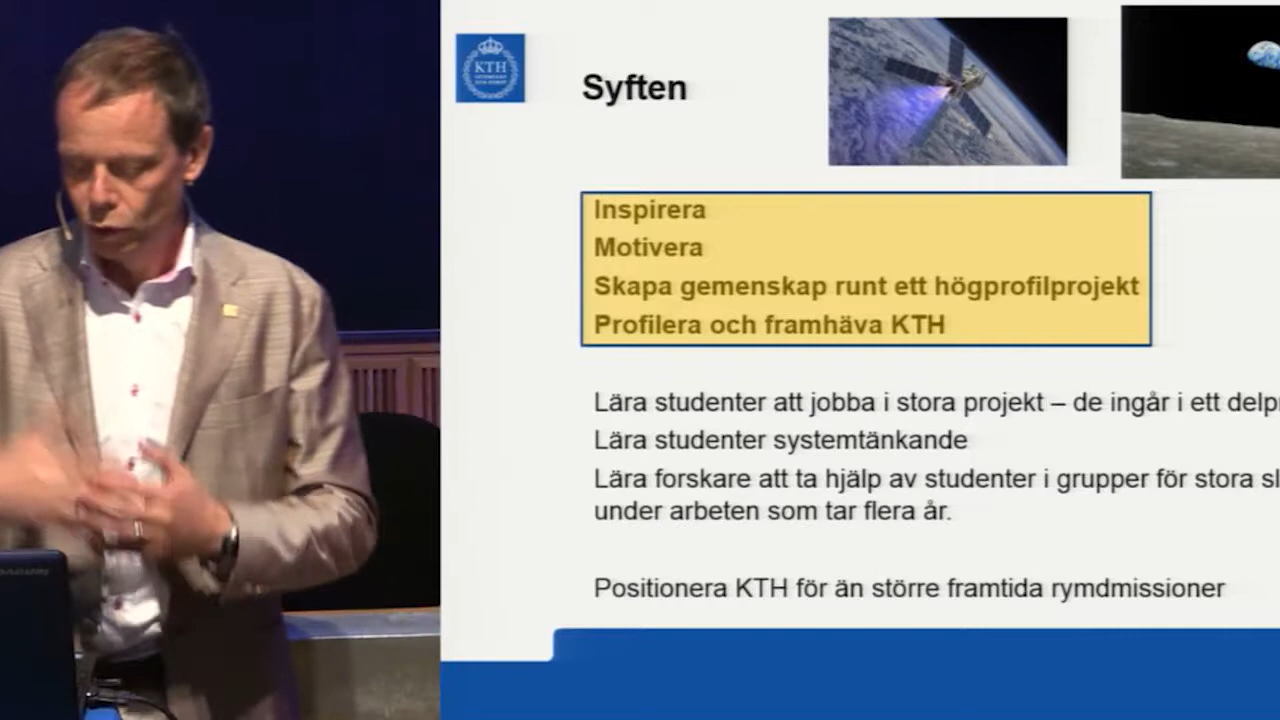 KTH
Syften
Inspirera
Motivera
Skapa gemenskap runt ett högprofilprojekt
Profilera och framhäva KTH
Lära studenter att jobba i stora projekt – de ingår i ett delp
Lära studenter systemtänkande
Lära forskare att ta hjälp av studenter i grupper för stora sl
under arbeten som tar flera år.
Positionera KTH för än större framtida rymdmissioner